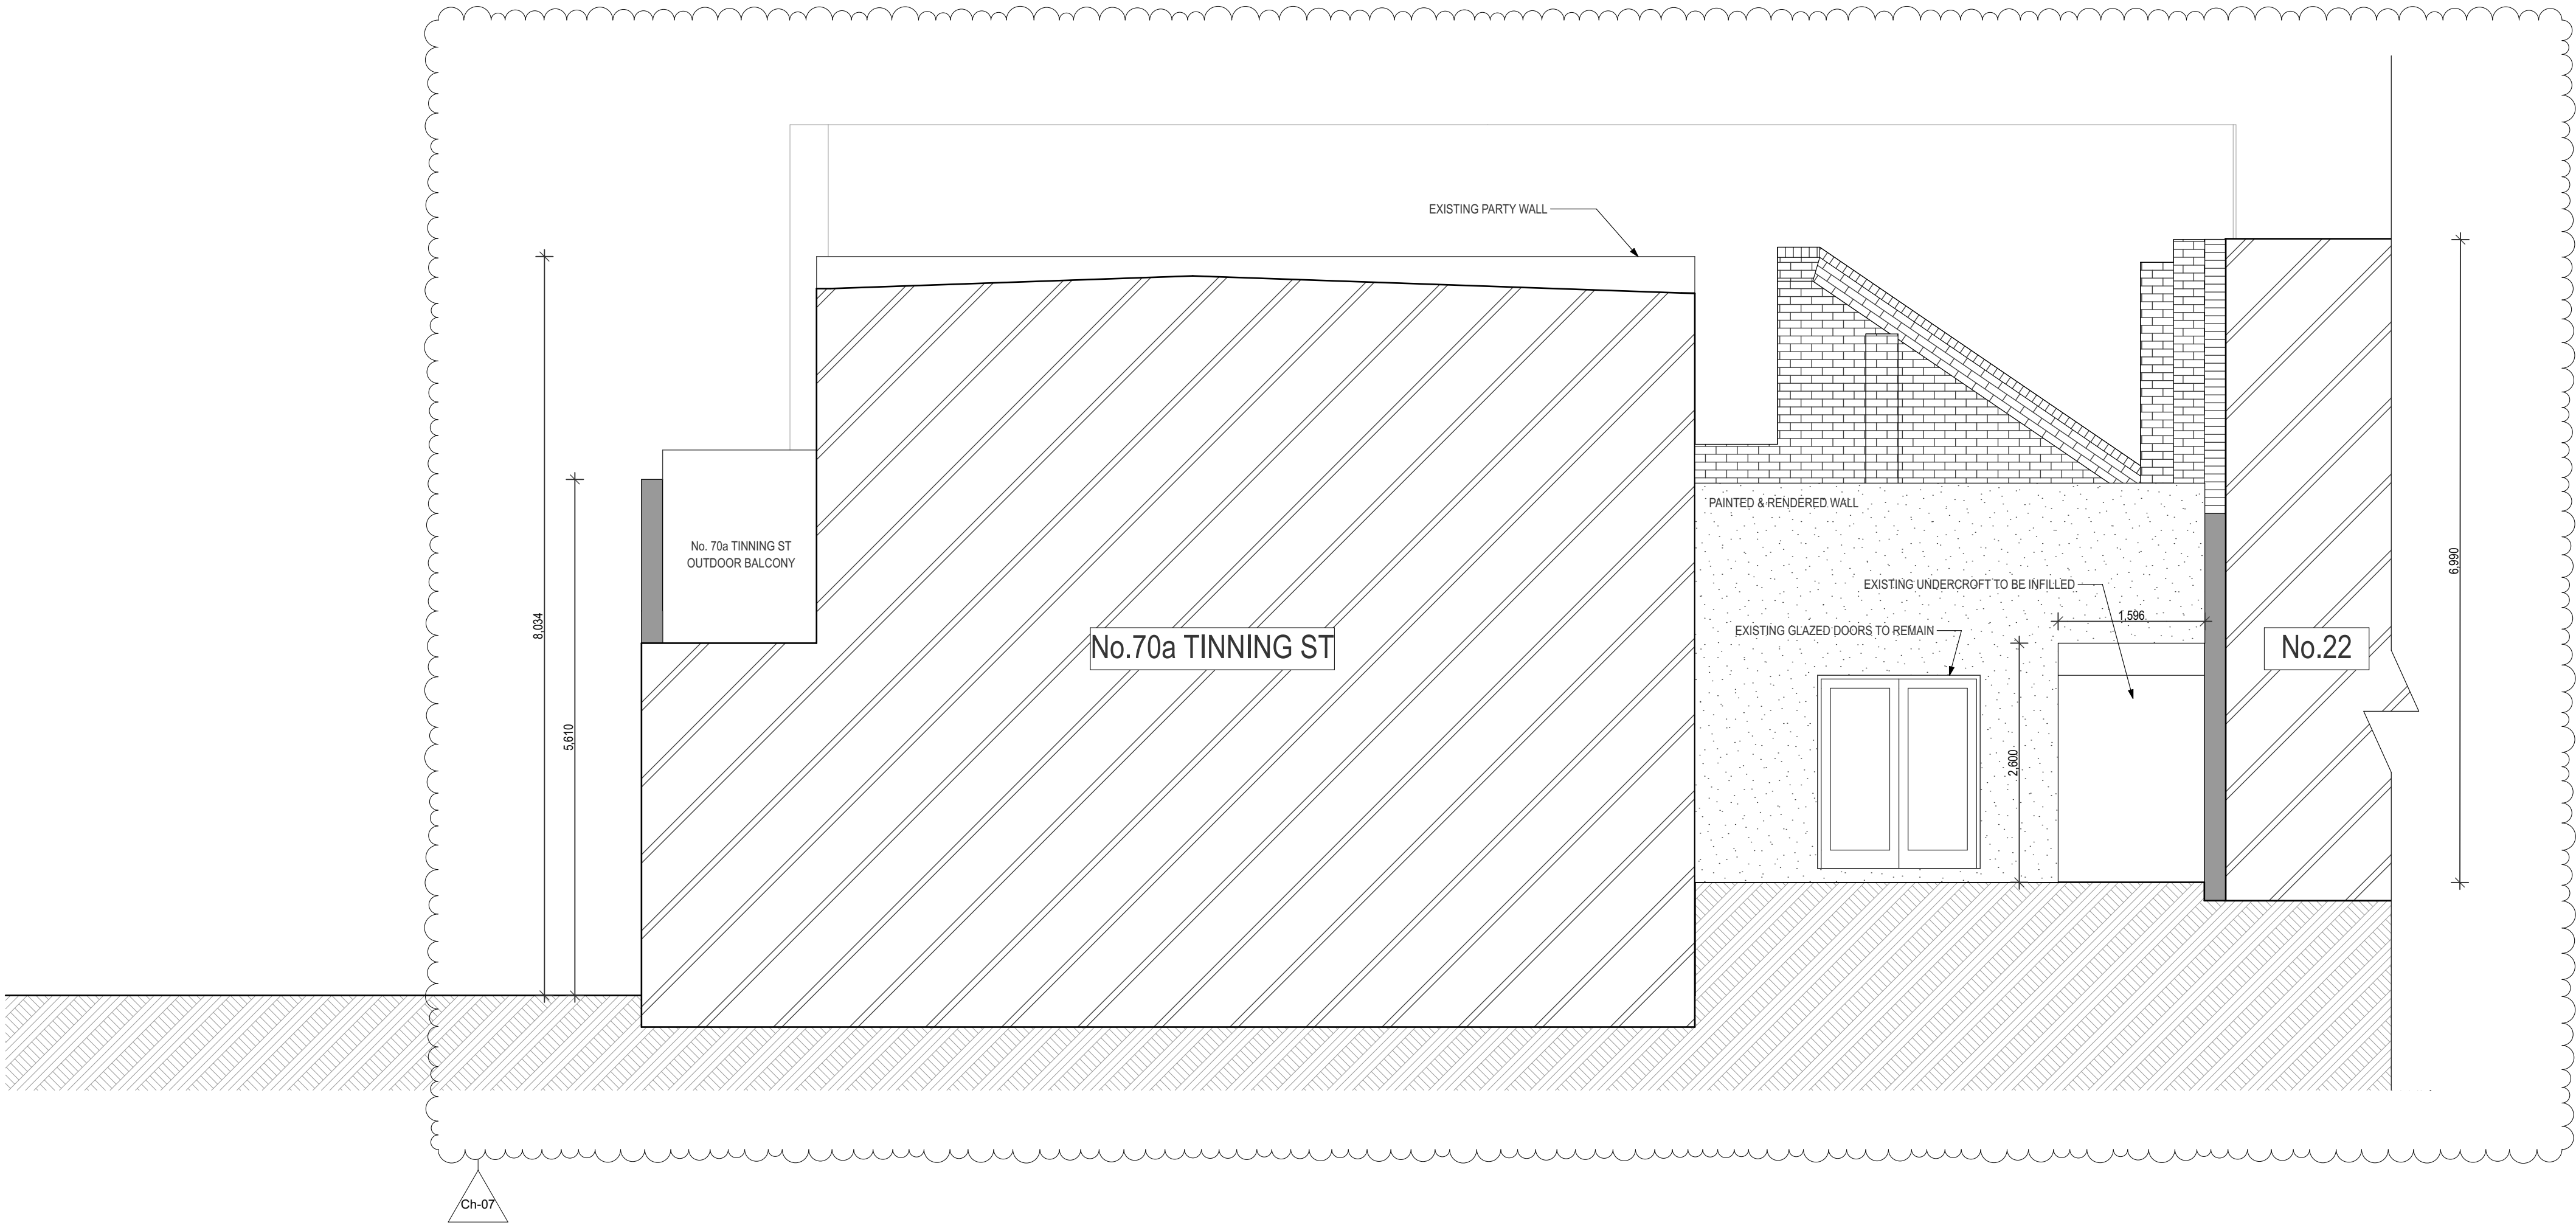 EXISTING PARTY WALL
PAINTED & RENDERED WALL
No. 70a TINNING ST
OUTDOOR BALCONY
EXISTING UNDERCROFT TO BE INFILLED
6,990
1,596
8,034
EXISTING GLAZED DOORS TO REMAIN
No.70a TINNING ST
No.22
5,610
2,600
Ch-07